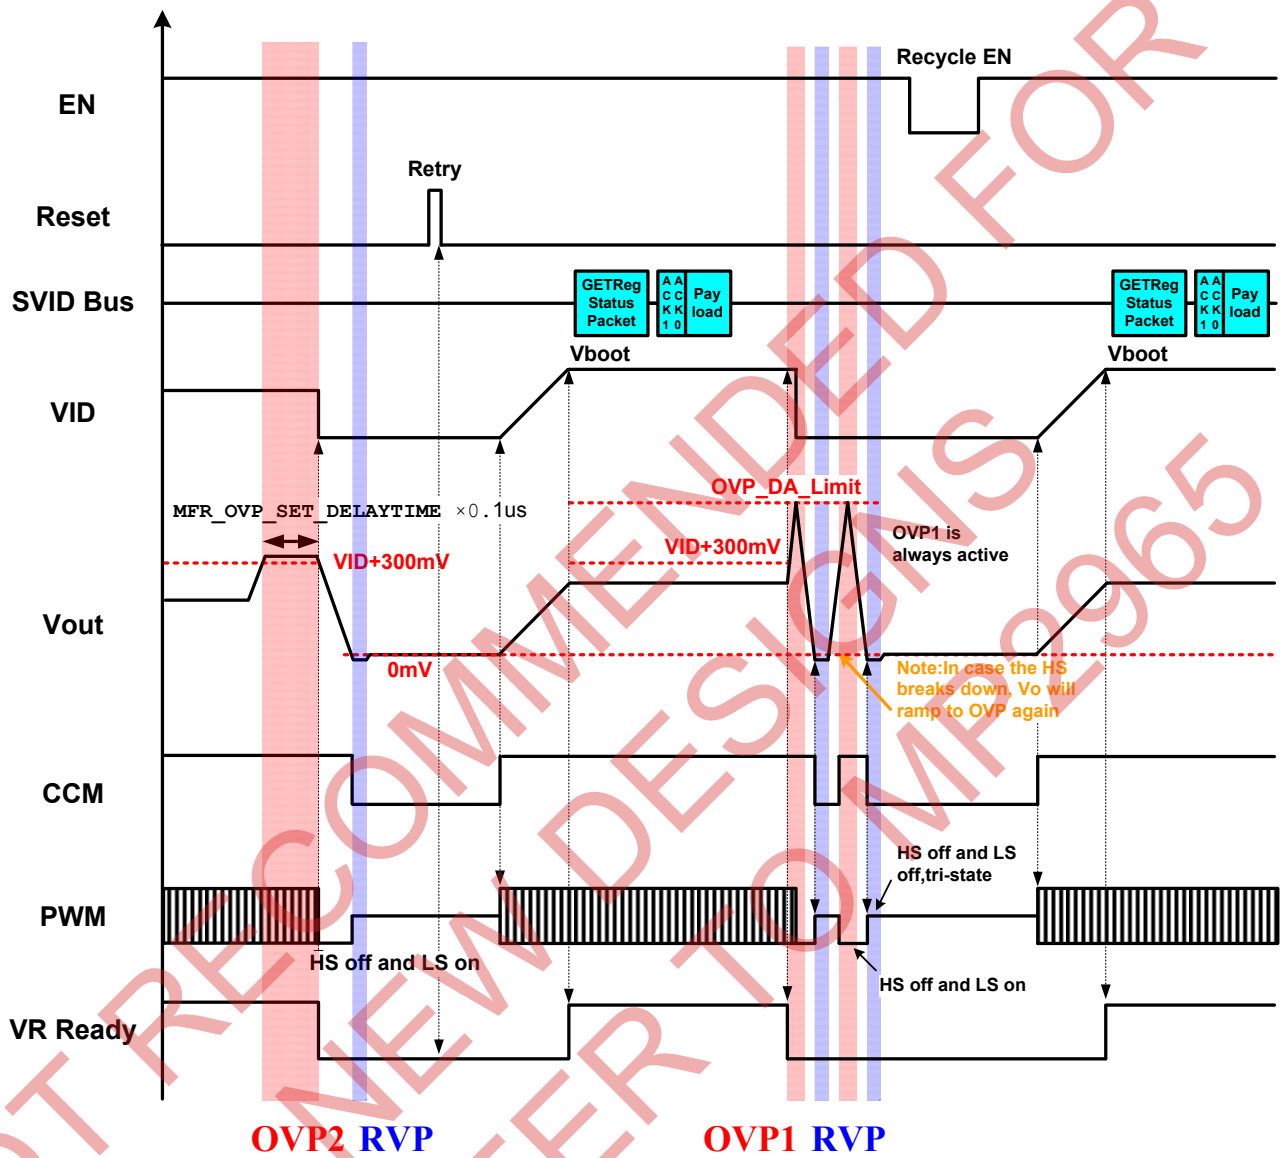 Recycle EN
EN
Retry
Reset
SVID Bus
GETReg
Status
Packet
ACK1
ACK0
Pay
load
GETReg
Status
Packet
ACK1
ACK0
Pay
load
Vboot
Vboot
VID
OVP_DA_Limit
MFR_OVP_SET_DELAYTIME ×0.1us
OVP1 is
always active
VID+300mV
VID+300mV
Vout
0mV
Note:In case the HS
breaks down, Vo will
ramp to OVP again
CCM
HS off and LS
off,tri-state
PWM
HS off and LS on
HS off and LS on
VR Ready
OVP2 RVP
OVP1 RVP
NOT RECOMMENDED FOR
NEW DESIGNS
REFER TO MP2965